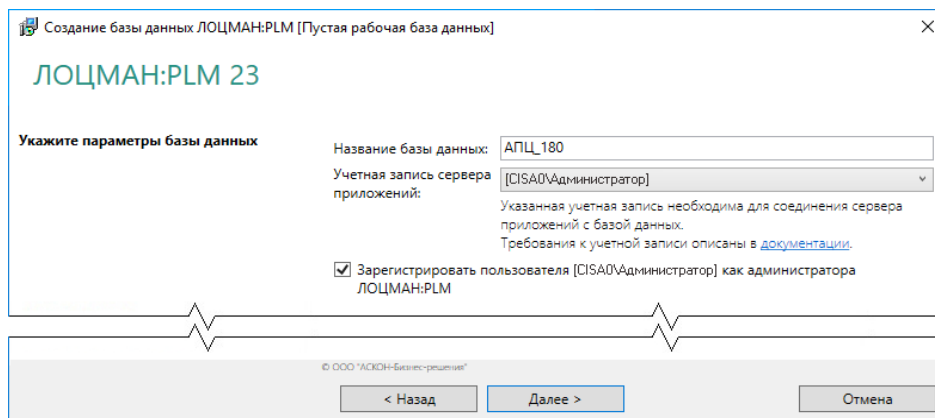 Создание базы данных ЛОЦМАН:PLM [Пустая рабочая база данных]
ЛОЦМАН:PLM 23
Укажите параметры базы данных
Название базы данных: АПЦ_180
Учетная запись сервера приложений: [CISA0\Администратор]
Указанная учетная запись необходима для соединения сервера
приложений с базой данных.
Требования к учетной записи описаны в документации.
Зарегистрировать пользователя [CISA0\Администратор] как администратора
ЛОЦМАН:PLM
© ООО "АСКОН-Бизнес-решения"
< Назад
Далее >
Отмена